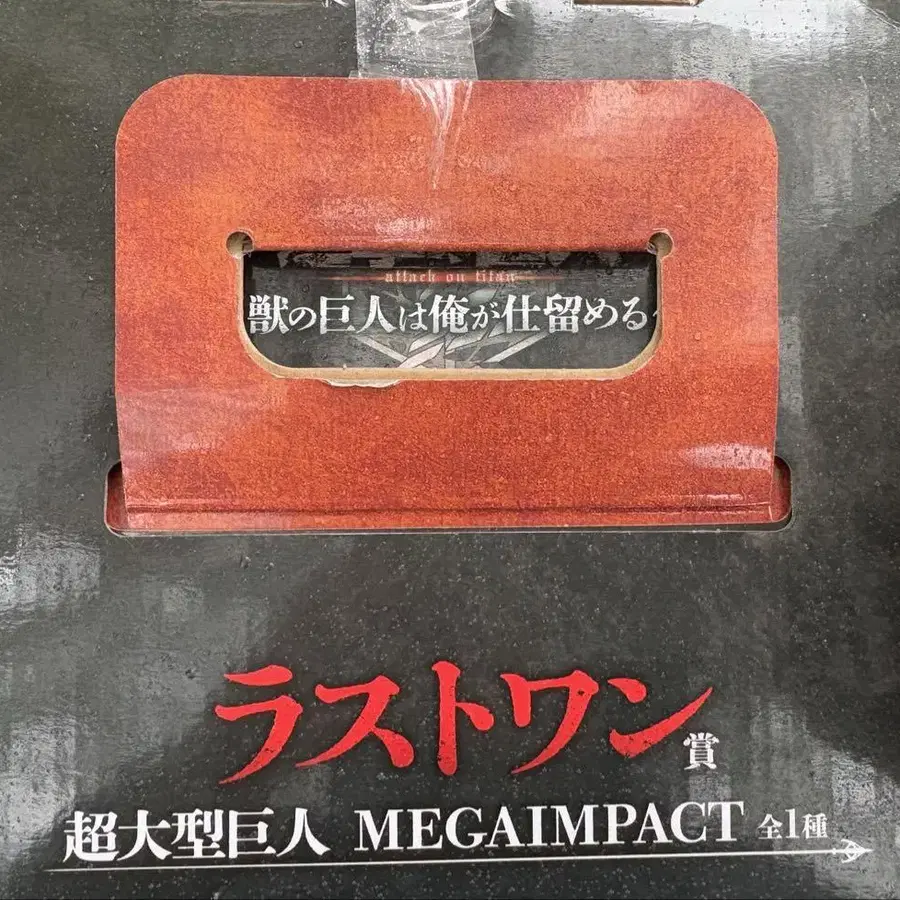 attack on titan
獣の巨人は俺が仕留める
ラストワン賞
超大型巨人 MEGAIMPACT 全1種